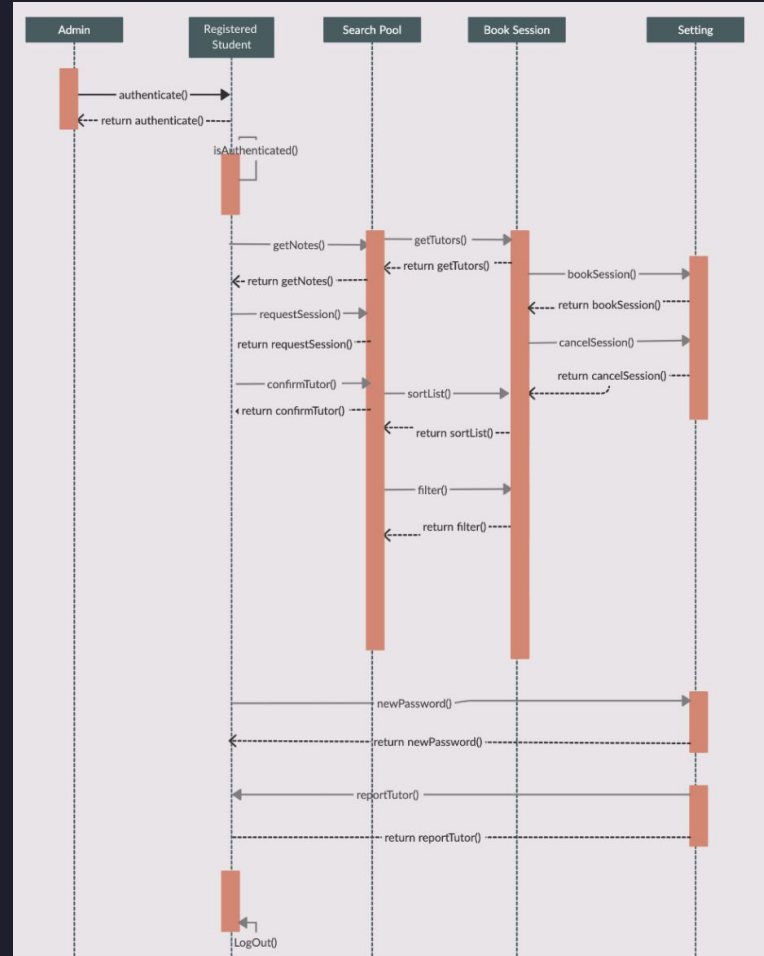 Admin
Registered
Student
Search Pool
Book Session
Setting
authenticate()
return authenticate()
isAuthenticated()
getNotes()
getTutors()
return getTutors()
return getNotes()
bookSession()
return bookSession()
requestSession()
return requestSession()
cancelSession()
return cancelSession()
confirmTutor()
sortList()
return confirmTutor()
return sortList()
filter()
return filter()
newPassword()
return newPassword()
reportTutor()
return reportTutor()
LogOut()